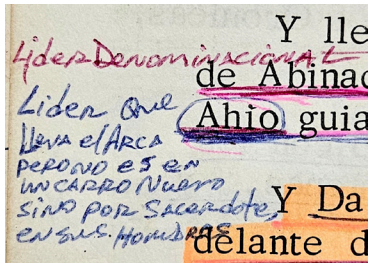 Y lle
Lider Denominacional
de Abinad
Lider que
lleva el Arca
Ahio guia
pero no es en
un carro Nuevo
sino por Sacerdote,
Y Da
en sus. Hombros
delante d